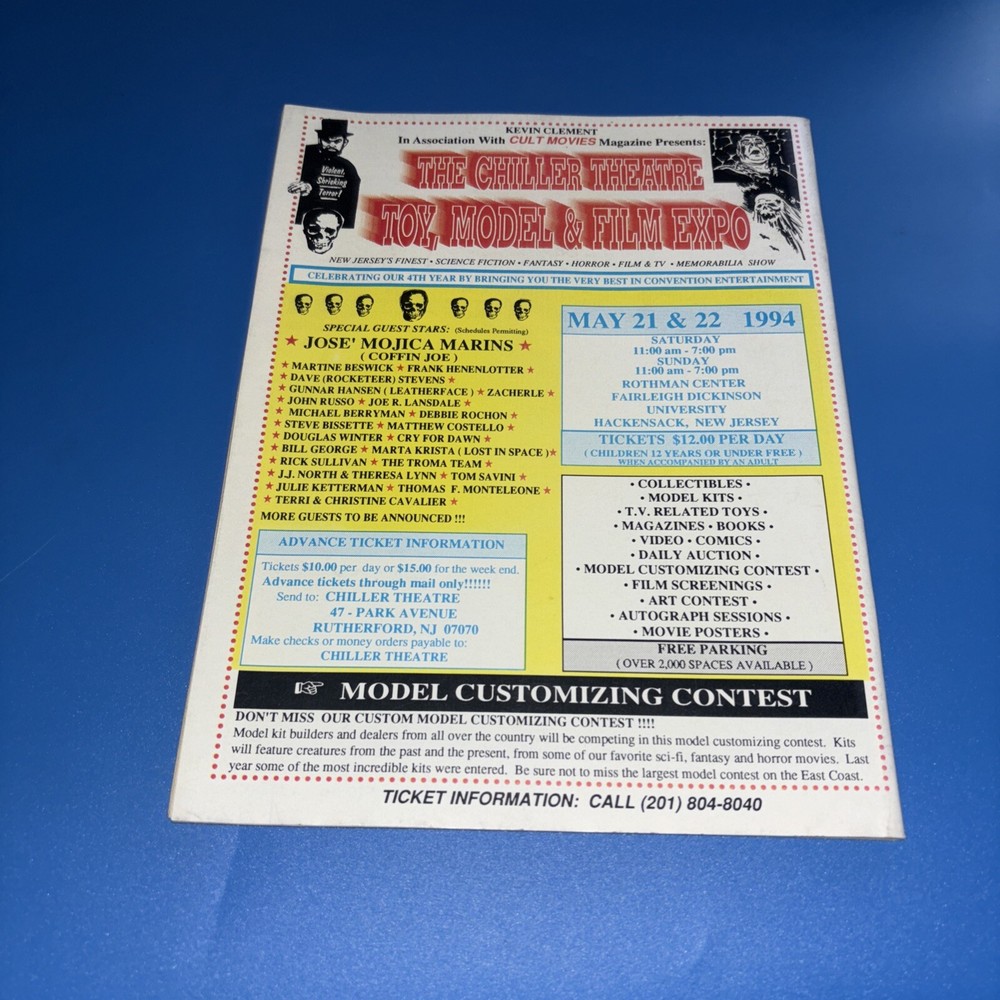 KEVIN CLEMENT
In Association With CULT MOVIES Magazine Presents:
THE CHILLER THEATRE
TOY, MODEL & FILM EXPO
Violent,
Shrieking
Terror!
NEW JERSEY'S FINEST • SCIENCE FICTION • FANTASY • HORROR • FILM & TV • MEMORABILIA SHOW
CELEBRATING OUR 4TH YEAR BY BRINGING YOU THE VERY BEST IN CONVENTION ENTERTAINMENT
SPECIAL GUEST STARS: (Schedules Permitting)
★ JOSE' MOJICA MARINS ★
( COFFIN JOE )
★ MARTINE BESWICK ★ FRANK HENENLOTTER ★
★ DAVE (ROCKETEER) STEVENS ★
★ GUNNAR HANSEN ( LEATHERFACE ) ★ ZACHERLE ★
★ JOHN RUSSO ★ JOE R. LANSDALE ★
★ MICHAEL BERRYMAN ★ DEBBIE ROCHON ★
★ STEVE BISSETTE ★ MATTHEW COSTELLO ★
★ DOUGLAS WINTER ★ CRY FOR DAWN ★
★ BILL GEORGE ★ MARTA KRISTA ( LOST IN SPACE )★
★ RICK SULLIVAN ★ THE TROMA TEAM ★
★ J.J. NORTH & THERESA LYNN ★ TOM SAVINI ★
★ JULIE KETTERMAN ★ THOMAS F. MONTELEONE ★
★ TERRI & CHRISTINE CAVALIER ★
MORE GUESTS TO BE ANNOUNCED !!!
ADVANCE TICKET INFORMATION
Tickets $10.00 per day or $15.00 for the week end.
Advance tickets through mail only!!!!!!
Send to: CHILLER THEATRE
47 - PARK AVENUE
RUTHERFORD, NJ 07070
Make checks or money orders payable to:
CHILLER THEATRE
MAY 21 & 22 1994
SATURDAY
11:00 am - 7:00 pm
SUNDAY
11:00 am - 7:00 pm
ROTHMAN CENTER
FAIRLEIGH DICKINSON
UNIVERSITY
HACKENSACK, NEW JERSEY
TICKETS $12.00 PER DAY
( CHILDREN 12 YEARS OR UNDER FREE )
WHEN ACCOMPANIED BY AN ADULT
• COLLECTIBLES •
• MODEL KITS •
• T.V. RELATED TOYS •
• MAGAZINES • BOOKS •
• VIDEO • COMICS •
• DAILY AUCTION •
• MODEL CUSTOMIZING CONTEST •
• FILM SCREENINGS •
• ART CONTEST •
• AUTOGRAPH SESSIONS •
• MOVIE POSTERS •
FREE PARKING
( OVER 2,000 SPACES AVAILABLE )
☞ MODEL CUSTOMIZING CONTEST
DON'T MISS OUR CUSTOM MODEL CUSTOMIZING CONTEST !!!!
Model kit builders and dealers from all over the country will be competing in this model customizing contest. Kits
will feature creatures from the past and the present, from some of our favorite sci-fi, fantasy and horror movies. Last
year some of the most incredible kits were entered. Be sure not to miss the largest model contest on the East Coast.
TICKET INFORMATION: CALL (201) 804-8040